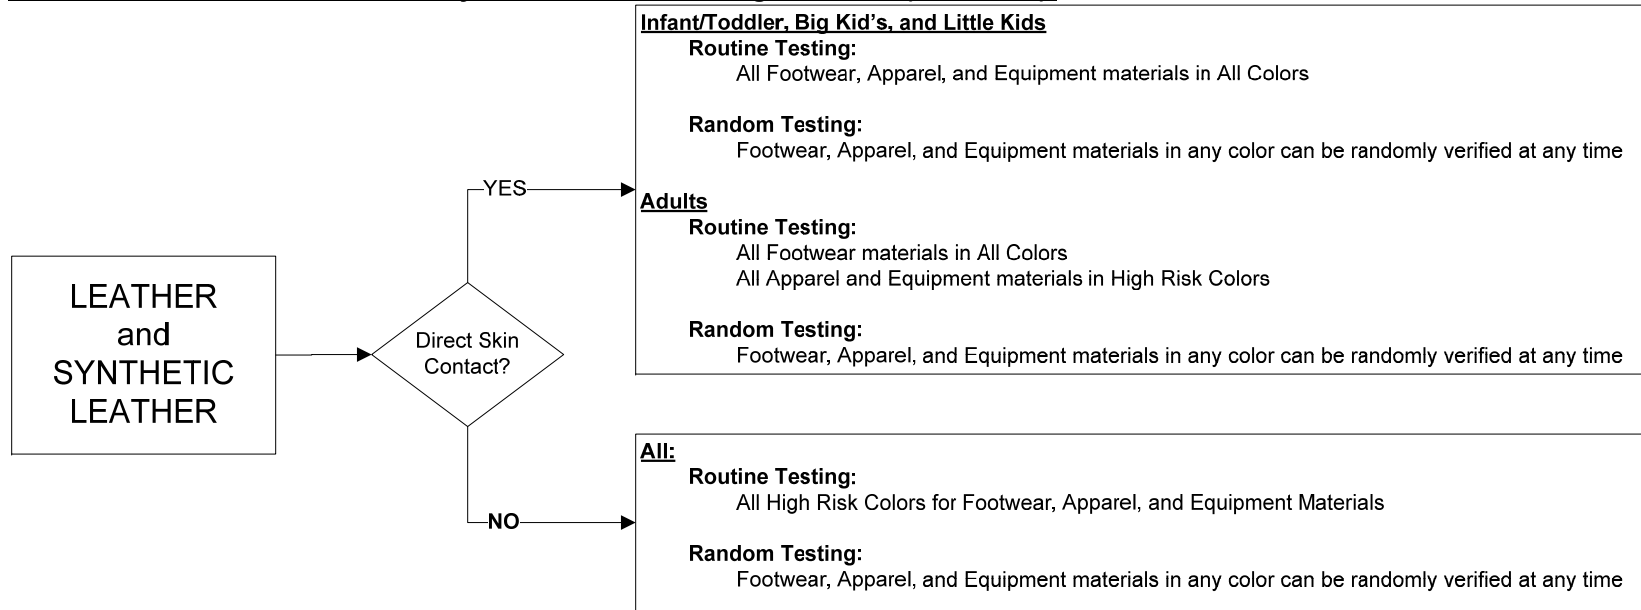 LEATHER
and
SYNTHETIC
LEATHER
Direct Skin
Contact?
YES
NO
Infant/Toddler, Big Kid's, and Little Kids
Routine Testing:
All Footwear, Apparel, and Equipment materials in All Colors
Random Testing:
Footwear, Apparel, and Equipment materials in any color can be randomly verified at any time
Adults
Routine Testing:
All Footwear materials in All Colors
All Apparel and Equipment materials in High Risk Colors
Random Testing:
Footwear, Apparel, and Equipment materials in any color can be randomly verified at any time
All:
Routine Testing:
All High Risk Colors for Footwear, Apparel, and Equipment Materials
Random Testing:
Footwear, Apparel, and Equipment materials in any color can be randomly verified at any time